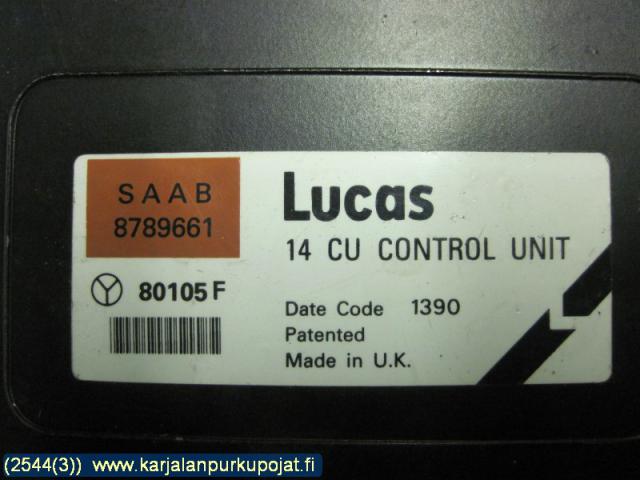 SAAB
8789661
Lucas
14 CU CONTROL UNIT
80105 F
Date Code 1390
Patented
Made in U.K.
(2544(3)) www.karjalanpurkupojat.fi